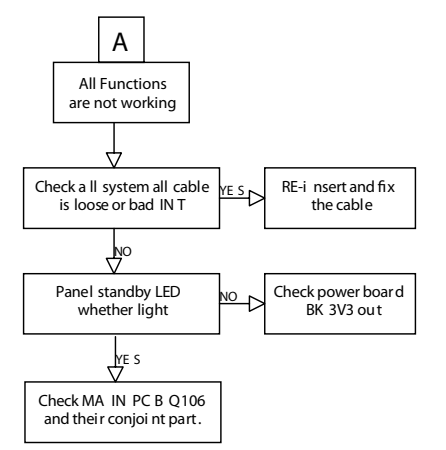 A
All Functions
are not working
Check a ll system all cable
is loose or bad IN T
YE S
RE-i nsert and fix
the cable
NO
Panel standby LED
whether light
NO
Check power board
BK 3V3 out
YE S
Check MA IN PC B Q106
and their conjoi nt part.